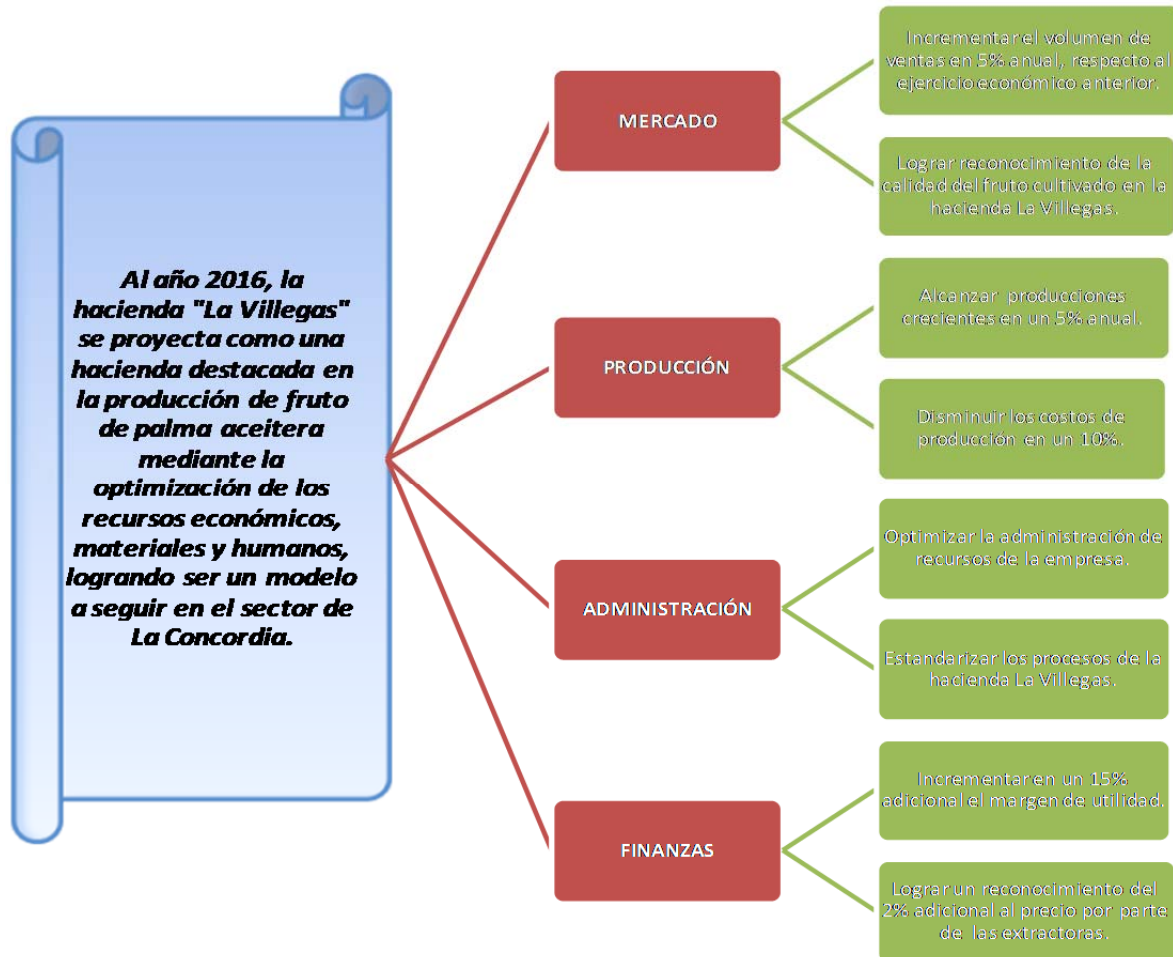 Al año 2016, la
hacienda "La Villegas"
se proyecta como una
hacienda destacada en
la producción de fruto
de palma aceitera
mediante la
optimización de los
recursos económicos,
materiales y humanos,
logrando ser un modelo
a seguir en el sector de
La Concordia.
MERCADO
Incrementar el volumen de
ventas en 5% anual, respecto al
ejercicio económico anterior.
Lograr reconocimiento de la
calidad del fruto cultivado en la
hacienda La Villegas.
PRODUCCIÓN
Alcanzar producciones
crecientes en un 5% anual.
Disminuir los costos de
producción en un 10%.
ADMINISTRACIÓN
Optimizar la administración de
recursos de la empresa.
Estandarizar los procesos de la
hacienda La Villegas.
FINANZAS
Incrementar en un 15%
adicional el margen de utilidad.
Lograr un reconocimiento del
2% adicional al precio por parte
de las extractoras.